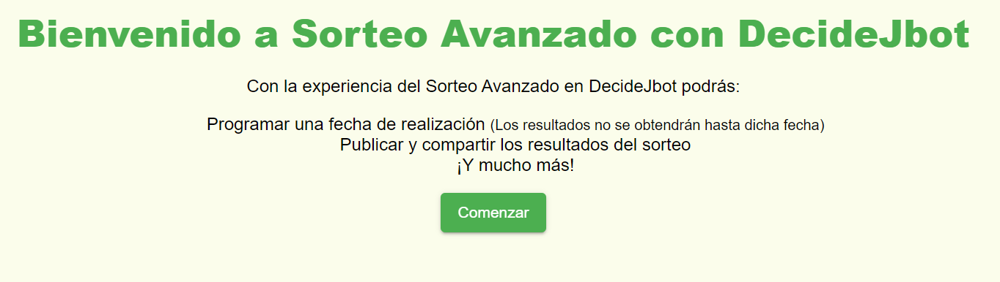 Bienvenido a Sorteo Avanzado con DecideJbot
Con la experiencia del Sorteo Avanzado en DecideJbot podrás:
Programar una fecha de realización (Los resultados no se obtendrán hasta dicha fecha)
Publicar y compartir los resultados del sorteo
¡Y mucho más!
Comenzar